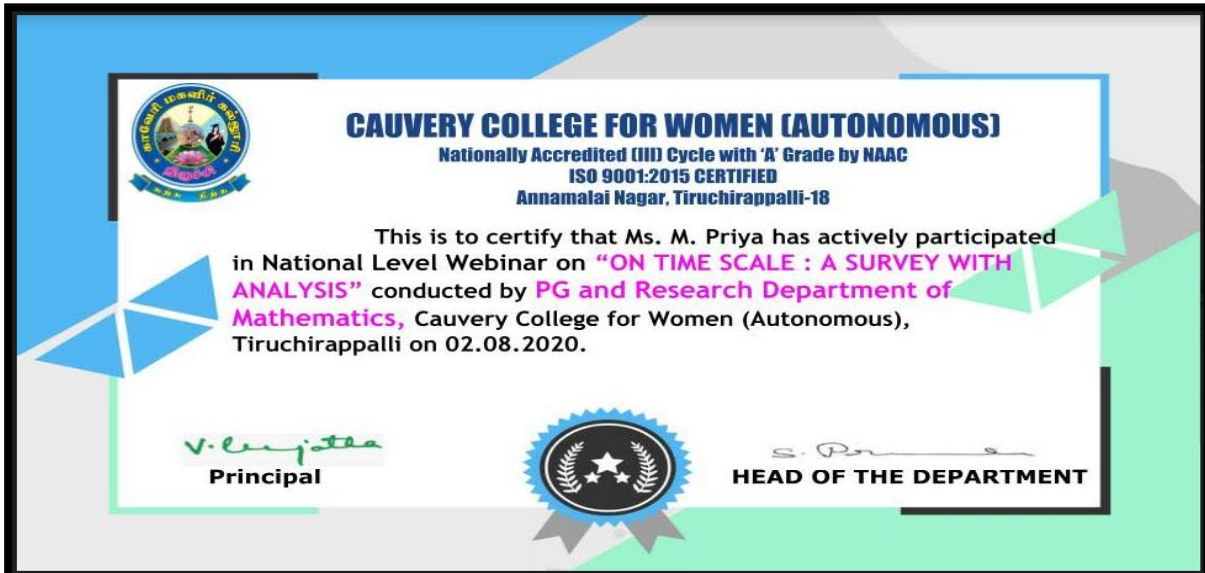 காவேரி மகளிர் கல்லூரி
திருச்சி
கற்க நிற்க
CAUVERY COLLEGE FOR WOMEN (AUTONOMOUS)
Nationally Accredited (III) Cycle with ‘A’ Grade by NAAC
ISO 9001:2015 CERTIFIED
Annamalai Nagar, Tiruchirappalli-18
This is to certify that Ms. M. Priya has actively participated
in National Level Webinar on “ON TIME SCALE : A SURVEY WITH
ANALYSIS” conducted by PG and Research Department of
Mathematics, Cauvery College for Women (Autonomous),
Tiruchirappalli on 02.08.2020.
Principal
HEAD OF THE DEPARTMENT